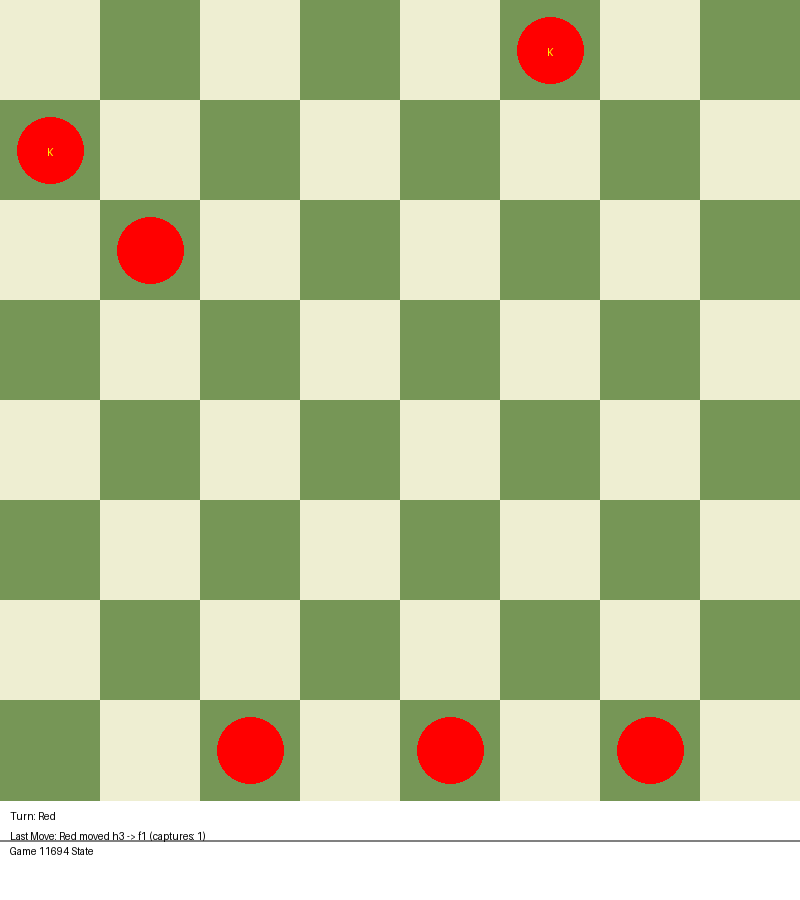 K
K
Turn: Red
Last Move: Red moved h3 -> f1 (captures: 1)
Game 11694 State